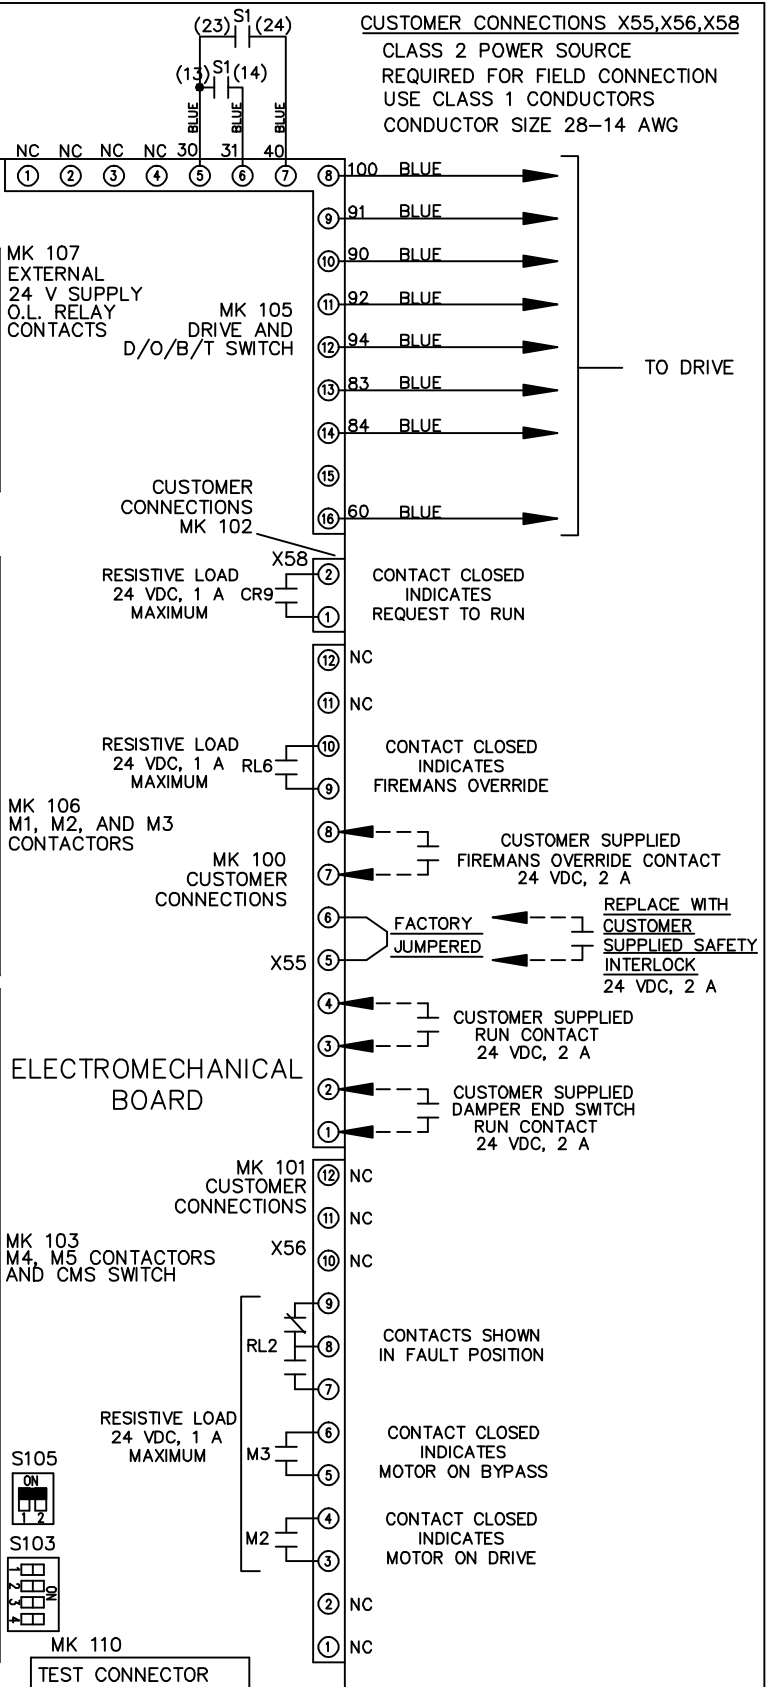 S1
(23) (24)
S1
(13) (14)
BLUE BLUE BLUE
CUSTOMER CONNECTIONS X55,X56,X58
CLASS 2 POWER SOURCE
REQUIRED FOR FIELD CONNECTION
USE CLASS 1 CONDUCTORS
CONDUCTOR SIZE 28-14 AWG
NC NC NC NC 30 31 40
1 2 3 4 5 6 7 8 100 BLUE
9 91 BLUE
10 90 BLUE
11 92 BLUE
12 94 BLUE
13 83 BLUE
14 84 BLUE
15
16 60 BLUE
TO DRIVE
MK 107
EXTERNAL
24 V SUPPLY
O.L. RELAY
CONTACTS
MK 105
DRIVE AND
D/O/B/T SWITCH
CUSTOMER
CONNECTIONS
MK 102
X58
2
1
RESISTIVE LOAD
24 VDC, 1 A
MAXIMUM
CR9
CONTACT CLOSED
INDICATES
REQUEST TO RUN
12 NC
11 NC
10
9
RESISTIVE LOAD
24 VDC, 1 A
MAXIMUM
RL6
CONTACT CLOSED
INDICATES
FIREMANS OVERRIDE
MK 106
M1, M2, AND M3
CONTACTORS
MK 100
CUSTOMER
CONNECTIONS
8
7
CUSTOMER SUPPLIED
FIREMANS OVERRIDE CONTACT
24 VDC, 2 A
6
5
FACTORY
JUMPERED
REPLACE WITH
CUSTOMER
SUPPLIED SAFETY
INTERLOCK
24 VDC, 2 A
X55
4
3
CUSTOMER SUPPLIED
RUN CONTACT
24 VDC, 2 A
ELECTROMECHANICAL
BOARD
2
1
CUSTOMER SUPPLIED
DAMPER END SWITCH
RUN CONTACT
24 VDC, 2 A
MK 101
CUSTOMER
CONNECTIONS
12 NC
11 NC
X56
10 NC
MK 103
M4, M5 CONTACTORS
AND CMS SWITCH
9
RL2
8
7
CONTACTS SHOWN
IN FAULT POSITION
RESISTIVE LOAD
24 VDC, 1 A
MAXIMUM
M3
6
5
CONTACT CLOSED
INDICATES
MOTOR ON BYPASS
M2
4
3
CONTACT CLOSED
INDICATES
MOTOR ON DRIVE
2 NC
1 NC
S105
ON
1 2
S103
1
2
3
4
ON
MK 110
TEST CONNECTOR